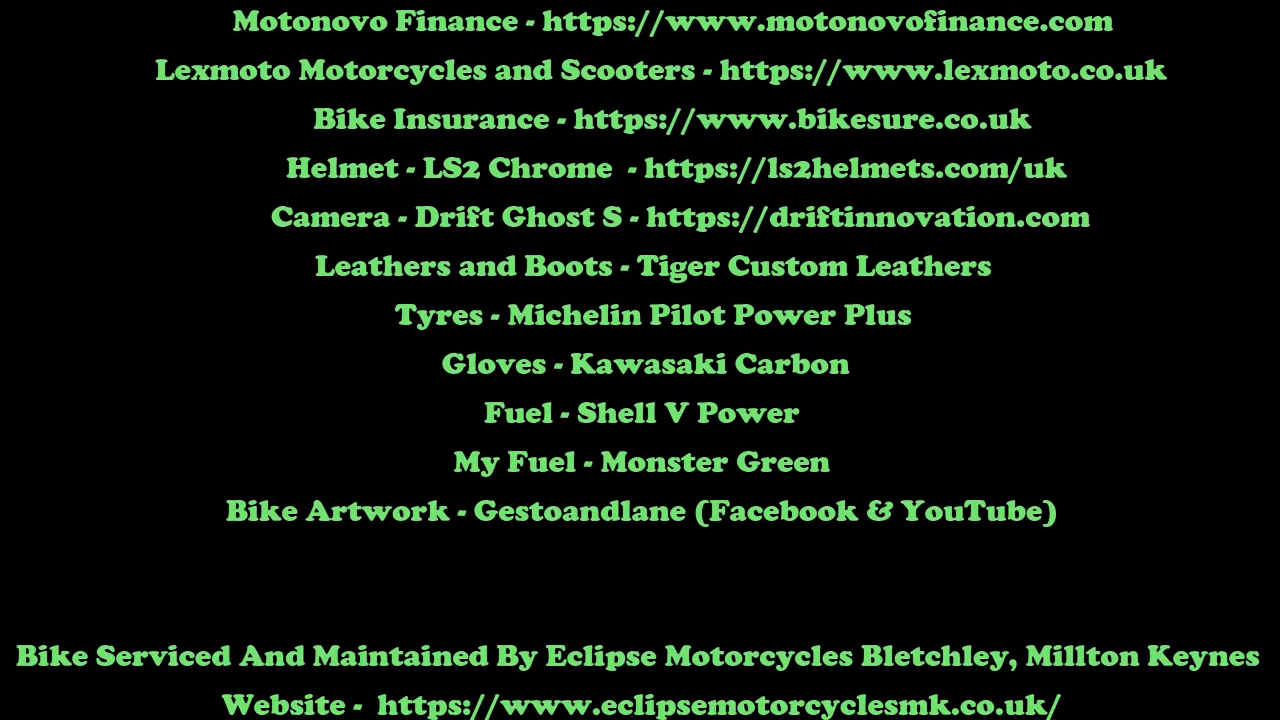 Motonovo Finance - https://www.motonovofinance.com
Lexmoto Motorcycles and Scooters - https://www.lexmoto.co.uk
Bike Insurance - https://www.bikesure.co.uk
Helmet - LS2 Chrome  - https://ls2helmets.com/uk
Camera - Drift Ghost S - https://driftinnovation.com
Leathers and Boots - Tiger Custom Leathers
Tyres - Michelin Pilot Power Plus
Gloves - Kawasaki Carbon
Fuel - Shell V Power
My Fuel - Monster Green
Bike Artwork - Gestoandlane (Facebook & YouTube)
Bike Serviced And Maintained By Eclipse Motorcycles Bletchley, Millton Keynes
Website -  https://www.eclipsemotorcyclesmk.co.uk/